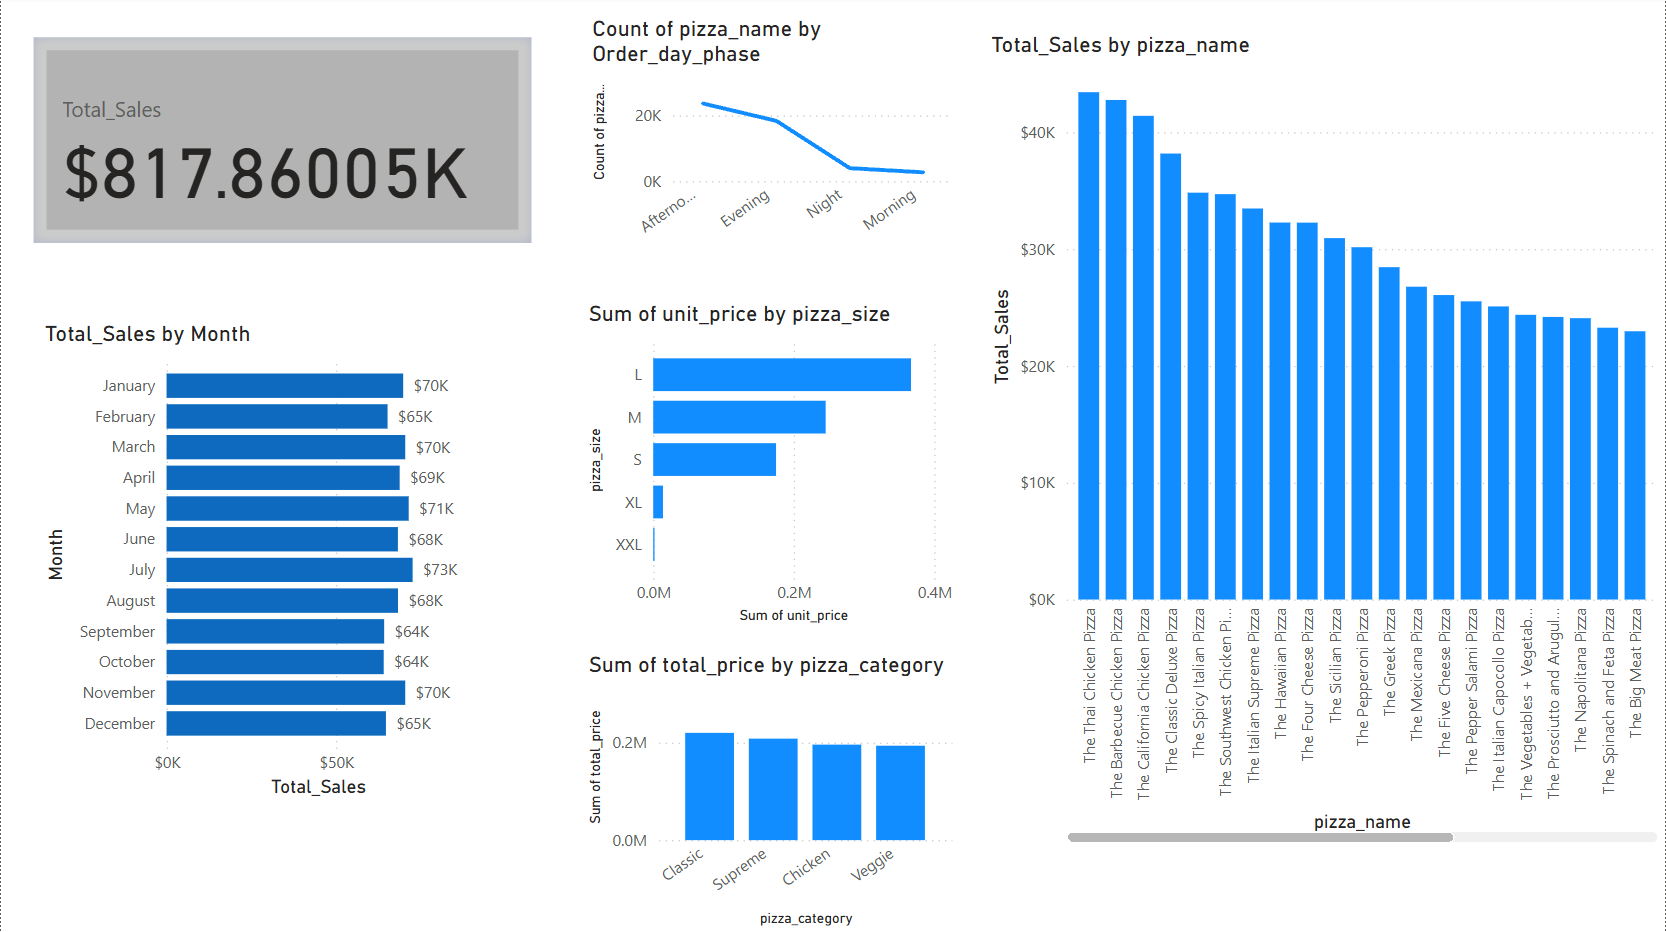 Total_Sales
$817.86005K
Total_Sales by Month
Month
January
$70K
February
$65K
March
$70K
April
$69K
May
$71K
June
$68K
July
$73K
August
$68K
September
$64K
October
$64K
November
$70K
December
$65K
$0K
$50K
Total_Sales
Count of pizza_name by
Order_day_phase
Count of pizza...
20K
0K
Afterno...
Evening
Night
Morning
Sum of unit_price by pizza_size
pizza_size
L
M
S
XL
XXL
0.0M
0.2M
0.4M
Sum of unit_price
Sum of total_price by pizza_category
Sum of total_price
0.2M
0.0M
Classic
Supreme
Chicken
Veggie
pizza_category
Total_Sales by pizza_name
Total_Sales
$40K
$30K
$20K
$10K
$0K
The Thai Chicken Pizza
The Barbecue Chicken Pizza
The California Chicken Pizza
The Classic Deluxe Pizza
The Spicy Italian Pizza
The Southwest Chicken Pi...
The Italian Supreme Pizza
The Hawaiian Pizza
The Four Cheese Pizza
The Sicilian Pizza
The Pepperoni Pizza
The Greek Pizza
The Mexicana Pizza
The Five Cheese Pizza
The Pepper Salami Pizza
The Italian Capocollo Pizza
The Vegetables + Vegetab...
The Prosciutto and Arugul...
The Napolitana Pizza
The Spinach and Feta Pizza
The Big Meat Pizza
pizza_name